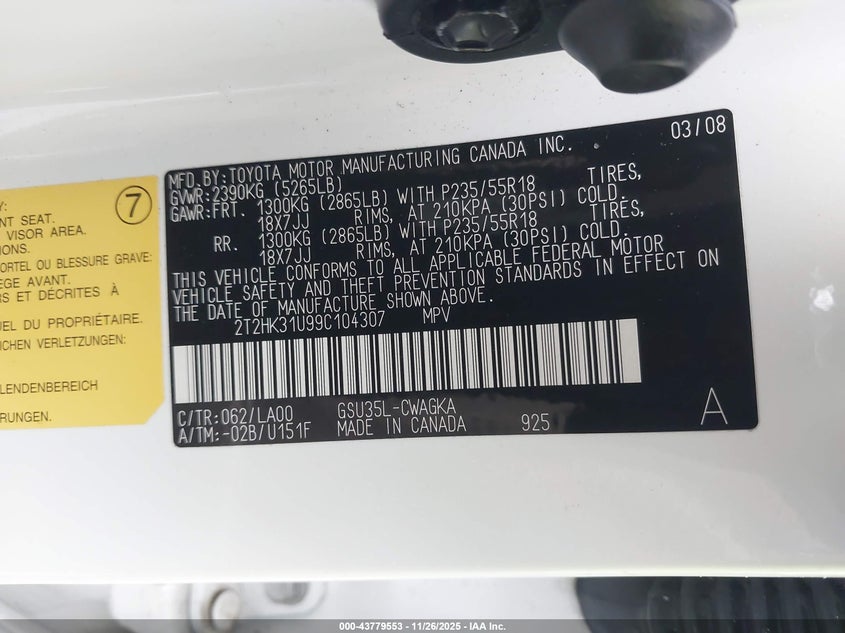 Y:
NT SEAT.
VISOR AREA.
IONS.
ORTEL OU BLESSURE GRAVE:
ÈGE AVANT.
RS ET DÉCRITES À
UEL DU PROPRIÉTAIRE.
LICHEN VERLETZUNGEN:
LENDENBEREICH
RUNGEN.
7
03/08
MFD.BY:TOYOTA MOTOR MANUFACTURING CANADA INC.
GVWR:2390KG (5265LB)
GAWR:FRT. 1300KG (2865LB) WITH P235/55R18 TIRES,
18X7JJ RIMS, AT 210KPA (30PSI) COLD.
RR. 1300KG (2865LB) WITH P235/55R18 TIRES,
18X7JJ RIMS, AT 210KPA (30PSI) COLD.
THIS VEHICLE CONFORMS TO ALL APPLICABLE FEDERAL MOTOR
VEHICLE SAFETY AND THEFT PREVENTION STANDARDS IN EFFECT ON
THE DATE OF MANUFACTURE SHOWN ABOVE.
2T2HK31U99C104307 MPV
C/TR:062/LA00 GSU35L-CWAGKA
A/TM:-02B/U151F MADE IN CANADA 925
A
000-43779553 - 11/26/2025 - IAA Inc.